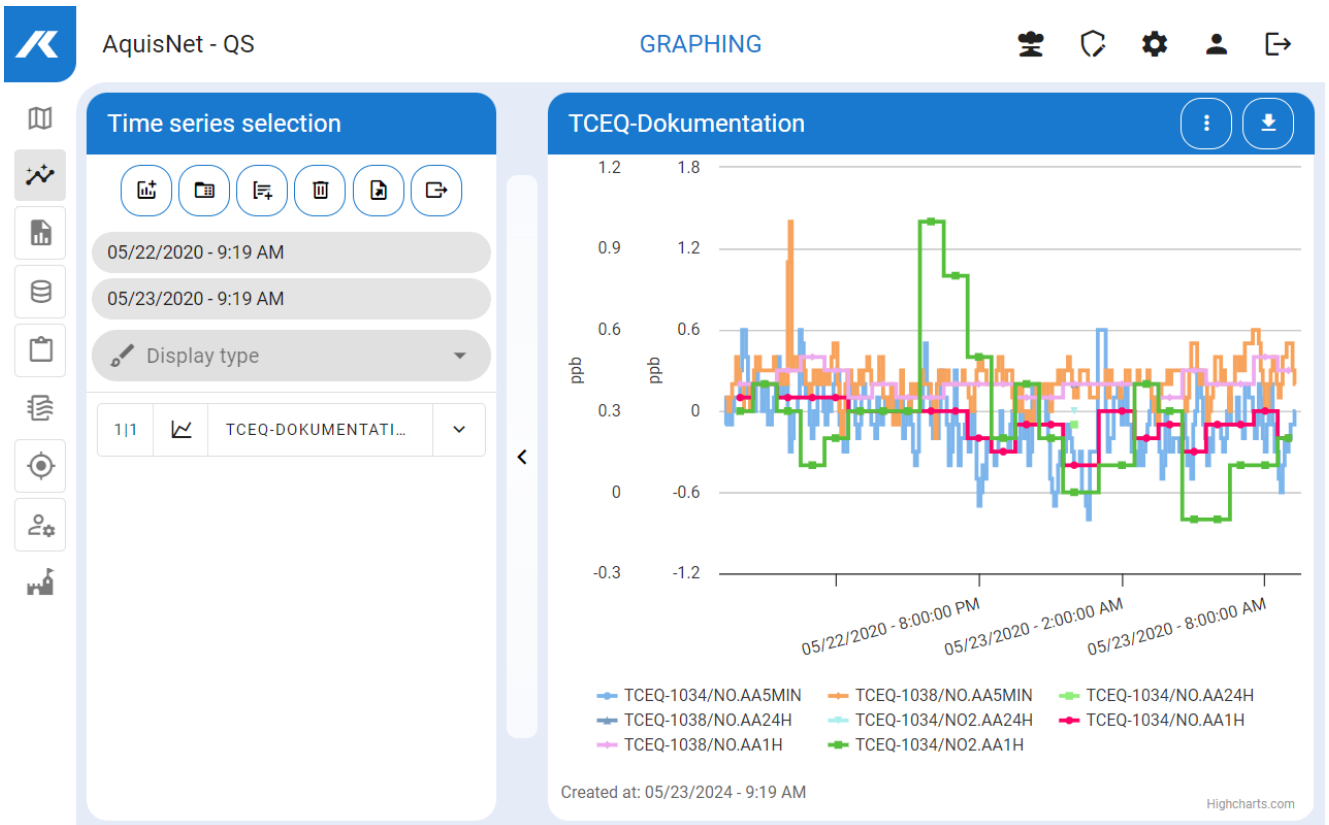 AquisNet - QS
GRAPHING
Time series selection
05/22/2020 - 9:19 AM
05/23/2020 - 9:19 AM
Display type
1|1 TCEQ-DOKUMENTATI...
TCEQ-Dokumentation
1.2 1.8
0.9 1.2
0.6 0.6
ppb ppb
0.3 0
0 -0.6
-0.3 -1.2
05/22/2020 - 8:00:00 PM
05/23/2020 - 2:00:00 AM
05/23/2020 - 8:00:00 AM
TCEQ-1034/NO.AA5MIN TCEQ-1038/NO.AA5MIN TCEQ-1034/NO.AA24H
TCEQ-1038/NO.AA24H TCEQ-1034/NO2.AA24H TCEQ-1034/NO.AA1H
TCEQ-1038/NO.AA1H TCEQ-1034/NO2.AA1H
Created at: 05/23/2024 - 9:19 AM
Highcharts.com